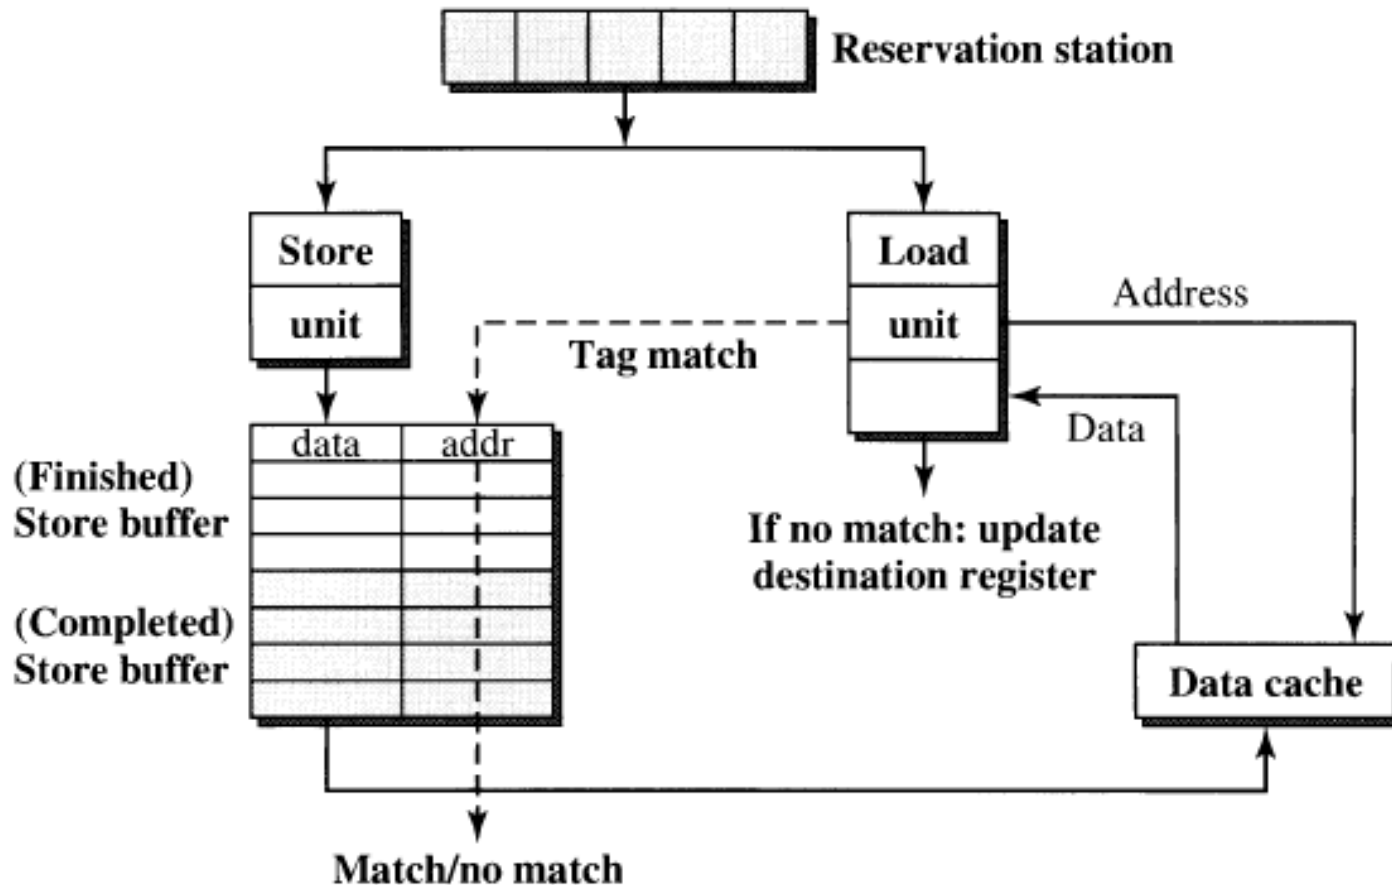 Reservation station
Store
unit
Load
unit
Address
Tag match
Data
data addr
(Finished)
Store buffer
If no match: update
destination register
(Completed)
Store buffer
Data cache
Match/no match